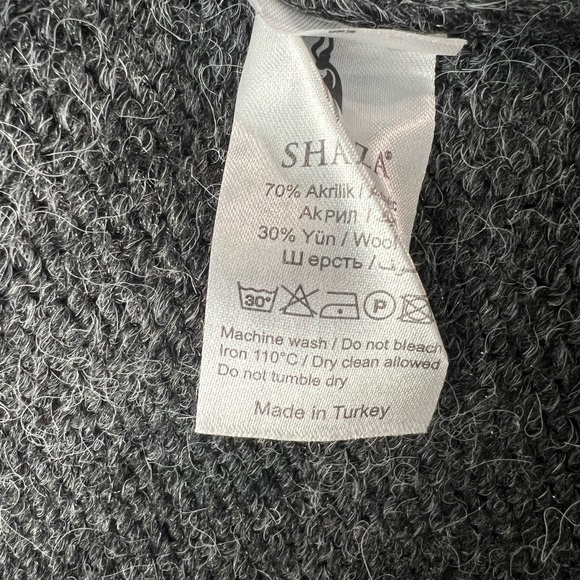 SHAZA®
70% Akrilik /
Акрил /
30% Yün / Wool
Шерсть /
30°
P
Machine wash / Do not bleach
Iron 110°C / Dry clean allowed
Do not tumble dry
Made in Turkey